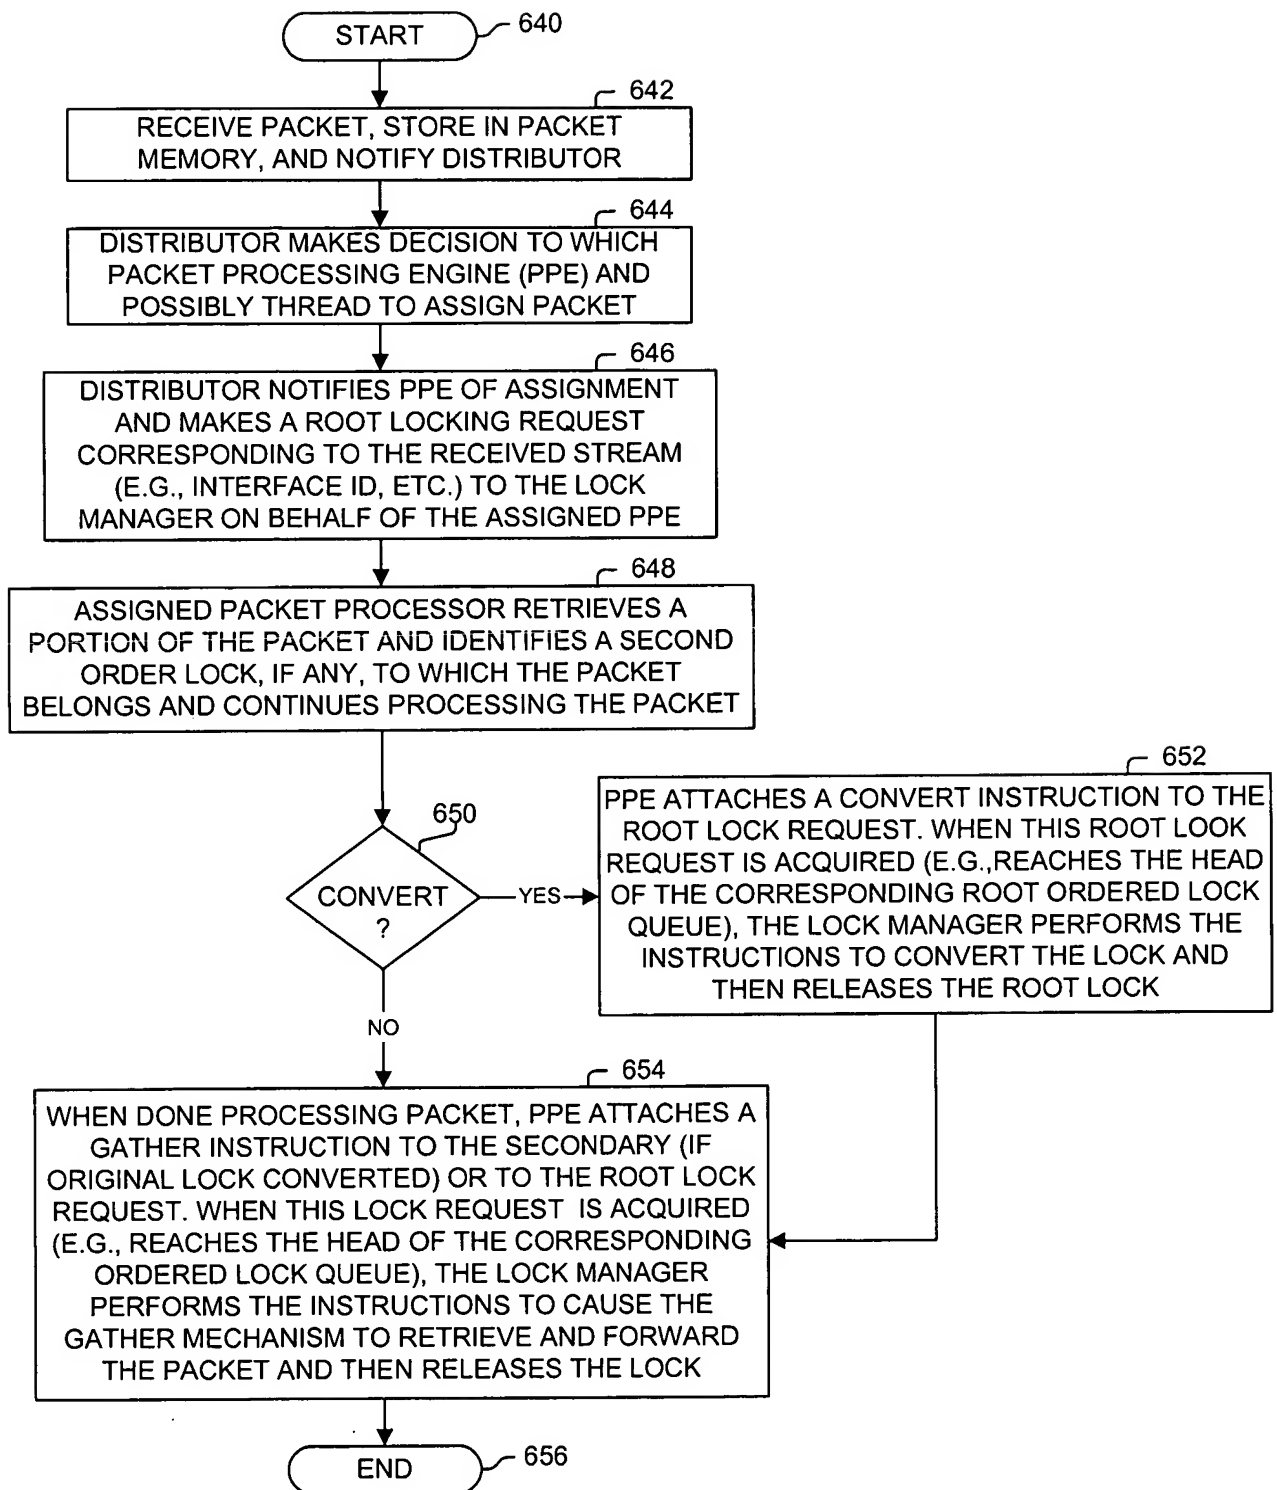 START
640
642
RECEIVE PACKET, STORE IN PACKET
MEMORY, AND NOTIFY DISTRIBUTOR
644
DISTRIBUTOR MAKES DECISION TO WHICH
PACKET PROCESSING ENGINE (PPE) AND
POSSIBLY THREAD TO ASSIGN PACKET
646
DISTRIBUTOR NOTIFIES PPE OF ASSIGNMENT
AND MAKES A ROOT LOCKING REQUEST
CORRESPONDING TO THE RECEIVED STREAM
(E.G., INTERFACE ID, ETC.) TO THE LOCK
MANAGER ON BEHALF OF THE ASSIGNED PPE
648
ASSIGNED PACKET PROCESSOR RETRIEVES A
PORTION OF THE PACKET AND IDENTIFIES A SECOND
ORDER LOCK, IF ANY, TO WHICH THE PACKET
BELONGS AND CONTINUES PROCESSING THE PACKET
650
CONVERT
?
YES
NO
652
PPE ATTACHES A CONVERT INSTRUCTION TO THE
ROOT LOCK REQUEST. WHEN THIS ROOT LOOK
REQUEST IS ACQUIRED (E.G.,REACHES THE HEAD
OF THE CORRESPONDING ROOT ORDERED LOCK
QUEUE), THE LOCK MANAGER PERFORMS THE
INSTRUCTIONS TO CONVERT THE LOCK AND
THEN RELEASES THE ROOT LOCK
654
WHEN DONE PROCESSING PACKET, PPE ATTACHES A
GATHER INSTRUCTION TO THE SECONDARY (IF
ORIGINAL LOCK CONVERTED) OR TO THE ROOT LOCK
REQUEST. WHEN THIS LOCK REQUEST IS ACQUIRED
(E.G., REACHES THE HEAD OF THE CORRESPONDING
ORDERED LOCK QUEUE), THE LOCK MANAGER
PERFORMS THE INSTRUCTIONS TO CAUSE THE
GATHER MECHANISM TO RETRIEVE AND FORWARD
THE PACKET AND THEN RELEASES THE LOCK
END
656